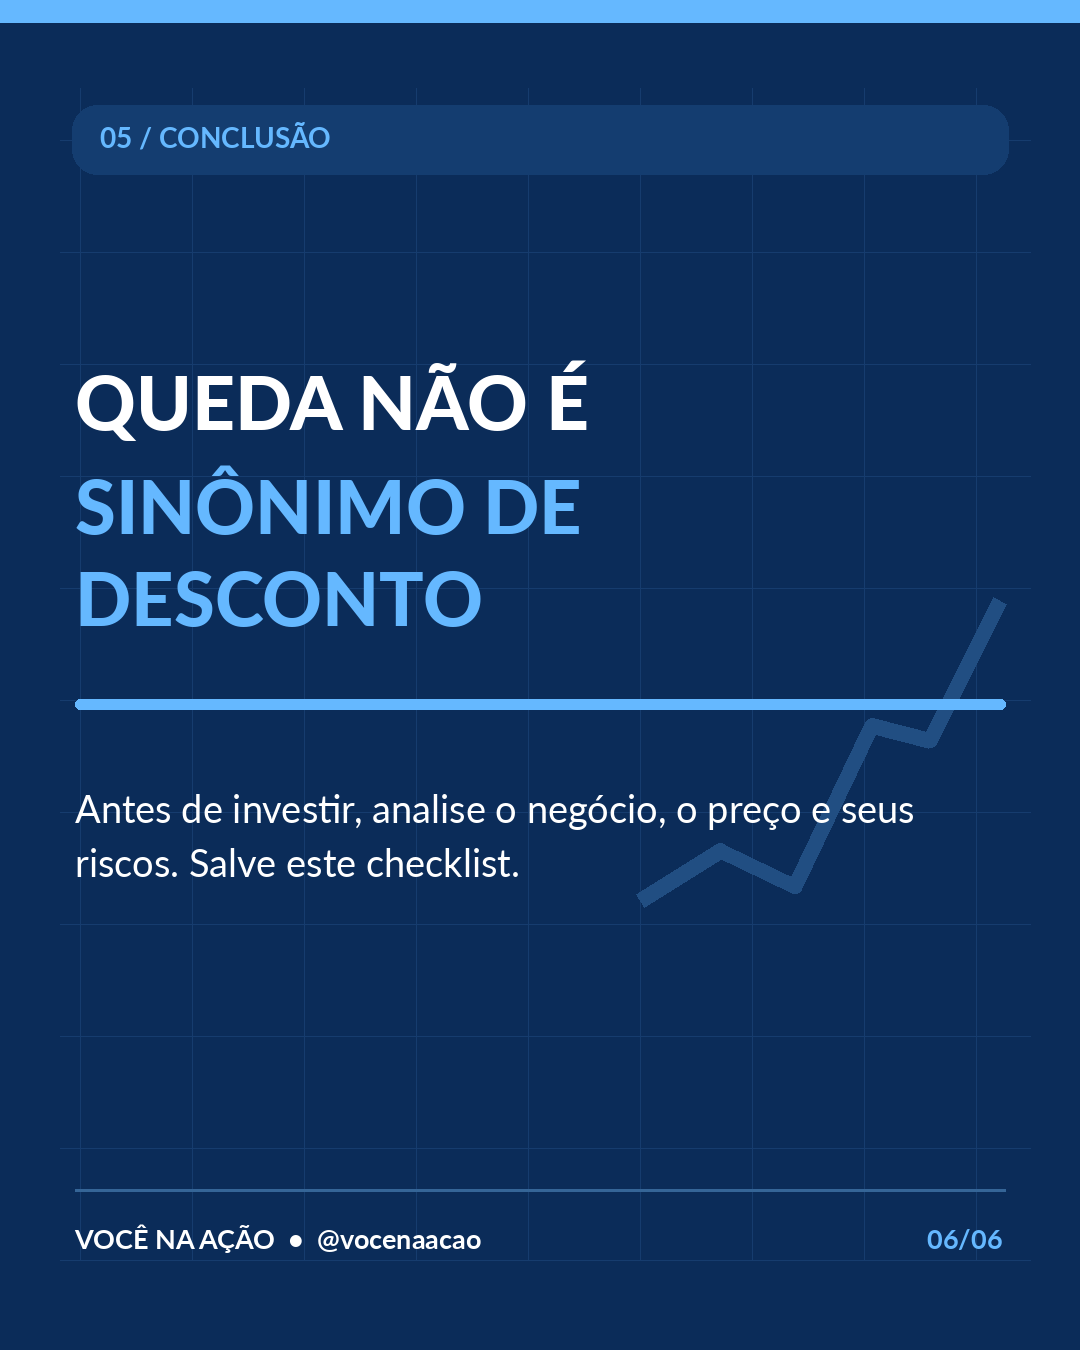 05 / CONCLUSÃO
QUEDA NÃO É
SINÔNIMO DE
DESCONTO
Antes de investir, analise o negócio, o preço e seus
riscos. Salve este checklist.
VOCÊ NA AÇÃO • @vocenaacao
06/06